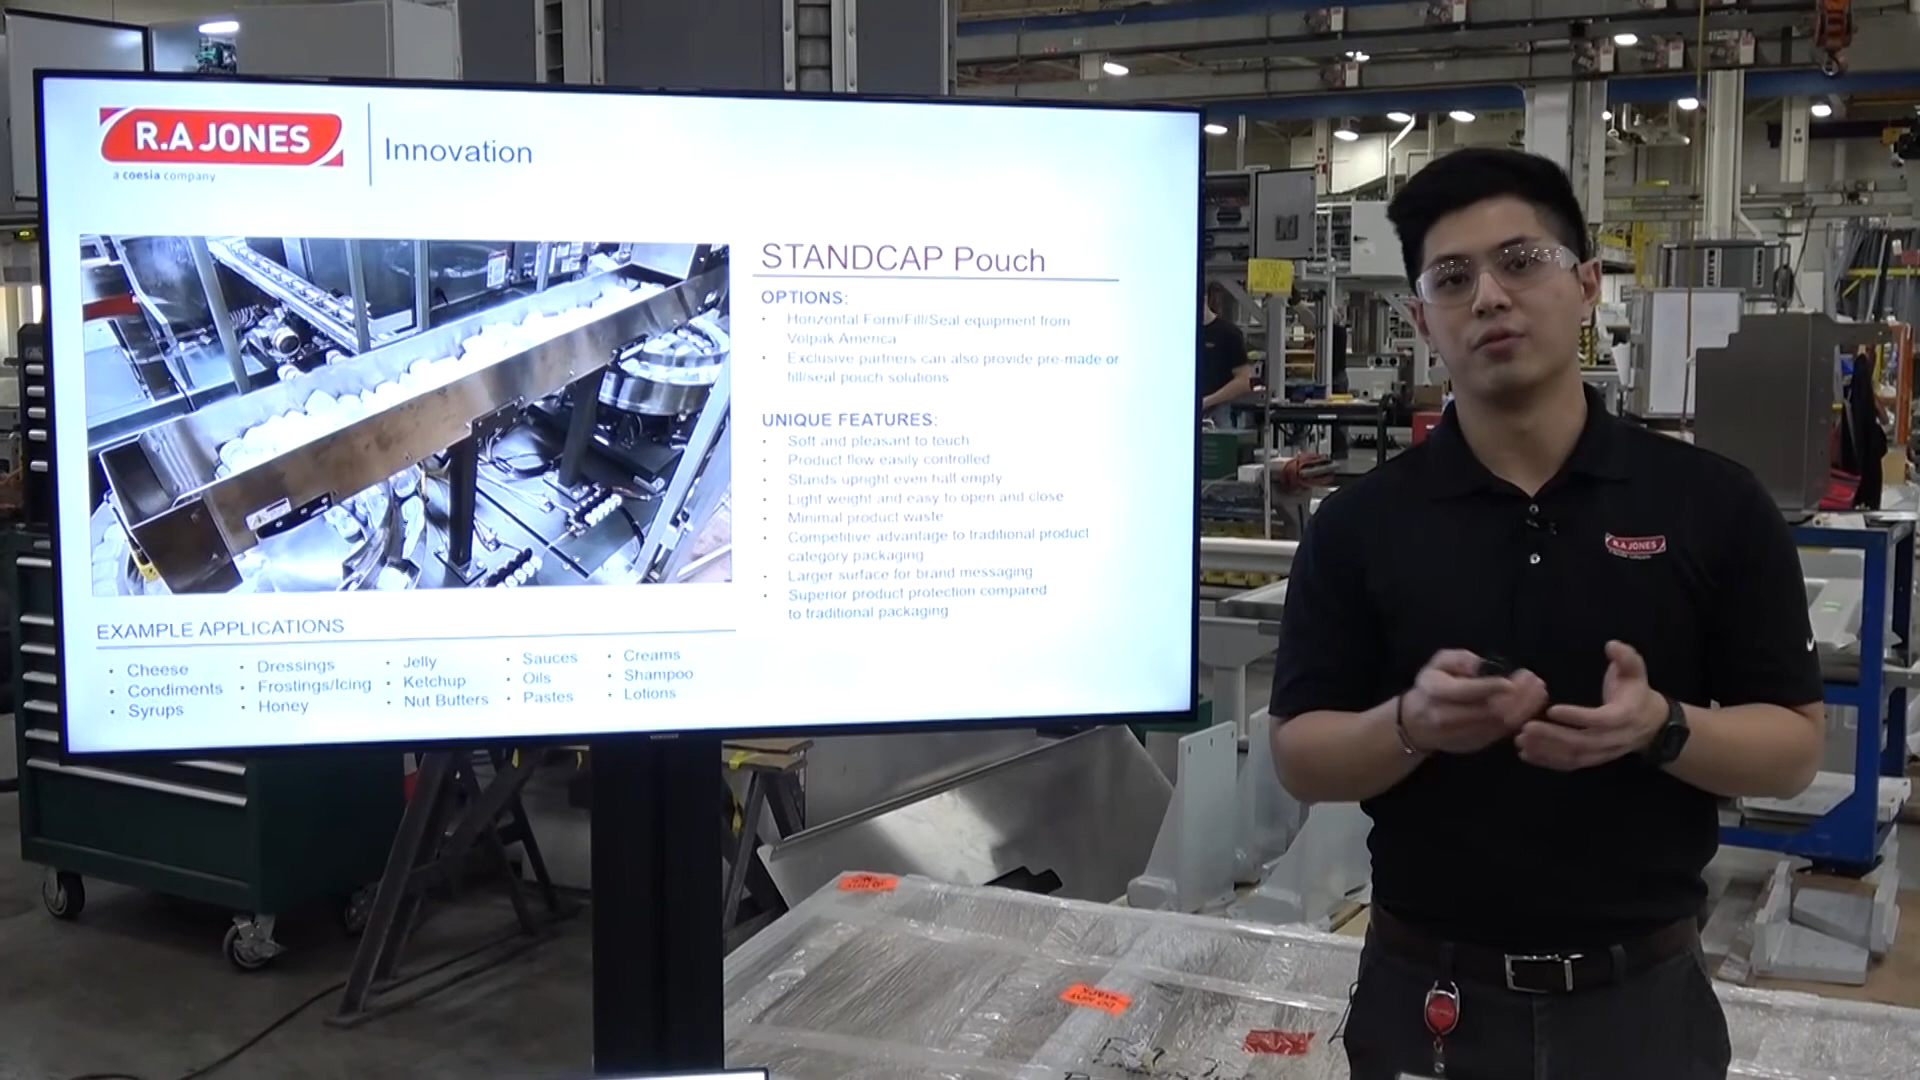 R.A JONES
a coesia company
Innovation
STANDCAP Pouch
OPTIONS:
• Horizontal Form/Fill/Seal equipment from
Volpak America
• Exclusive partners can also provide pre-made or
fill/seal pouch solutions
UNIQUE FEATURES:
• Soft and pleasant to touch
• Product flow easily controlled
• Stands upright even half empty
• Light weight and easy to open and close
• Minimal product waste
• Competitive advantage to traditional product
category packaging
• Larger surface for brand messaging
• Superior product protection compared
to traditional packaging
EXAMPLE APPLICATIONS
• Cheese
• Condiments
• Syrups
• Dressings
• Frostings/Icing
• Honey
• Jelly
• Ketchup
• Nut Butters
• Sauces
• Oils
• Pastes
• Creams
• Shampoo
• Lotions
R.A JONES